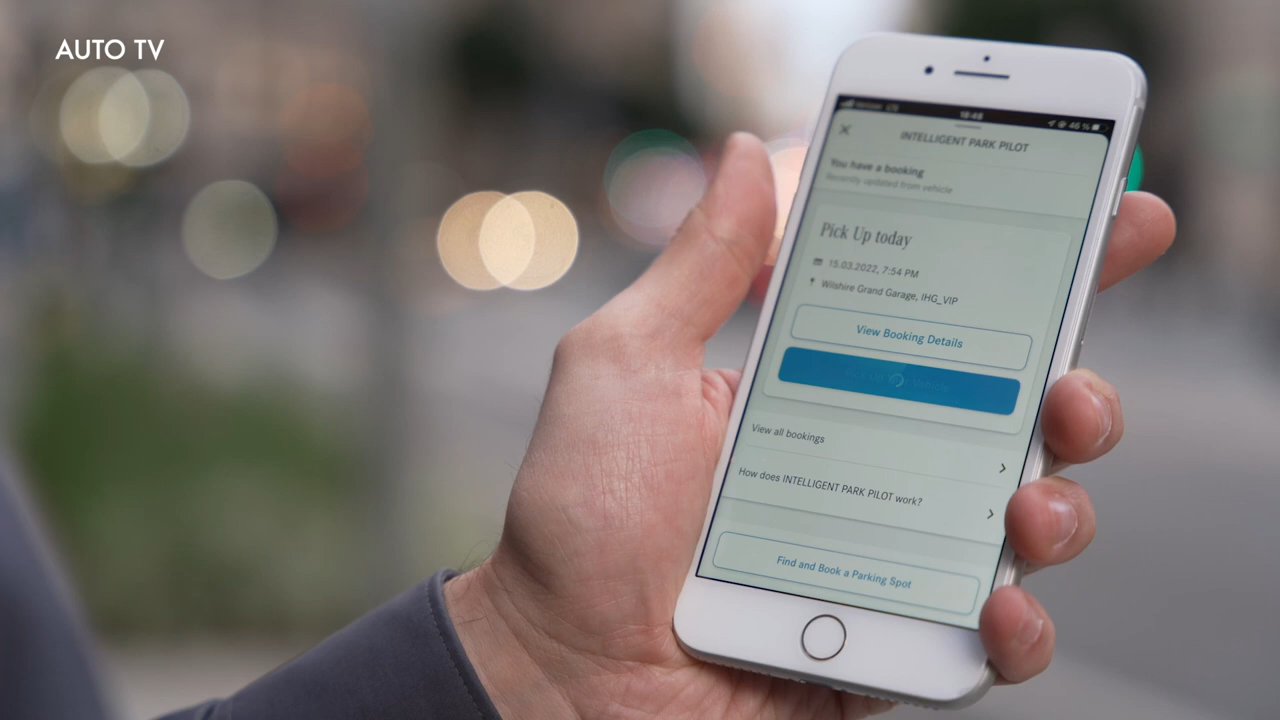 AUTO TV
18:48
46 %
INTELLIGENT PARK PILOT
You have a booking
Recently updated from vehicle
Pick Up today
15.03.2022, 7:54 PM
Wilshire Grand Garage, IHG_VIP
View Booking Details
View all bookings
How does INTELLIGENT PARK PILOT work?
Find and Book a Parking Spot